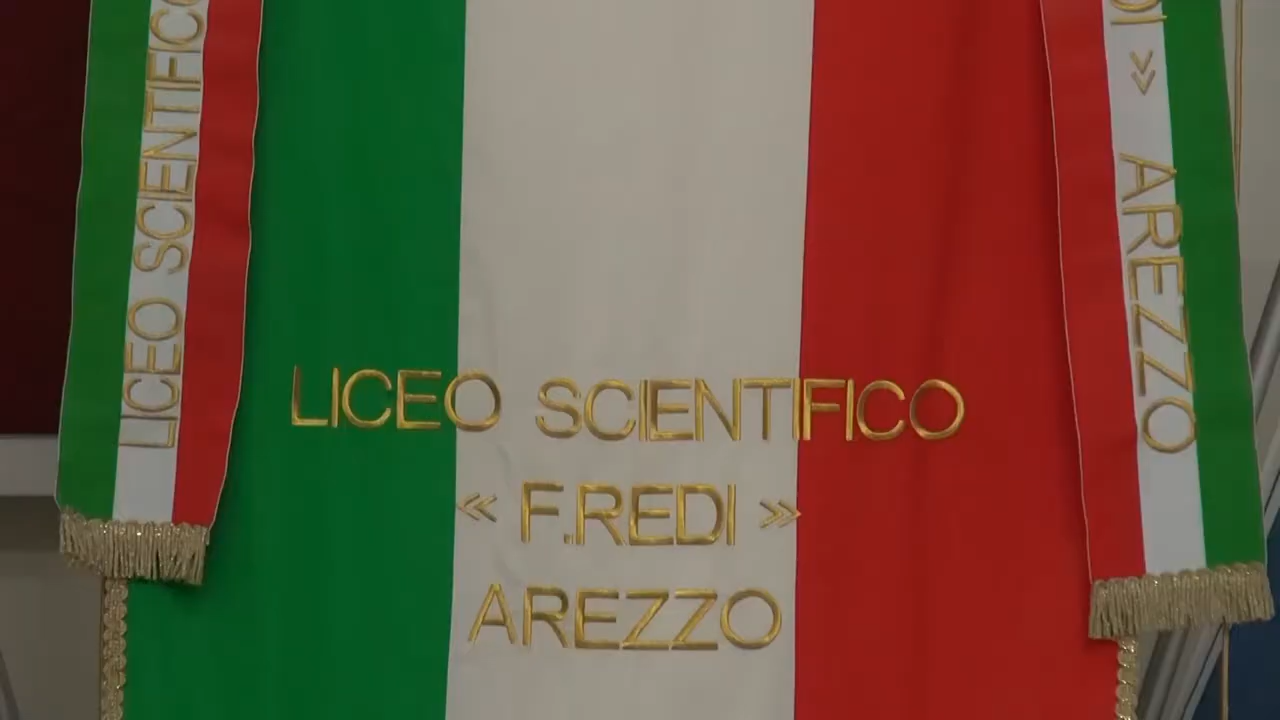 LICEO SCIENTIFICO
LICEO SCIENTIFICO
« F.REDI »
AREZZO
» AREZZO